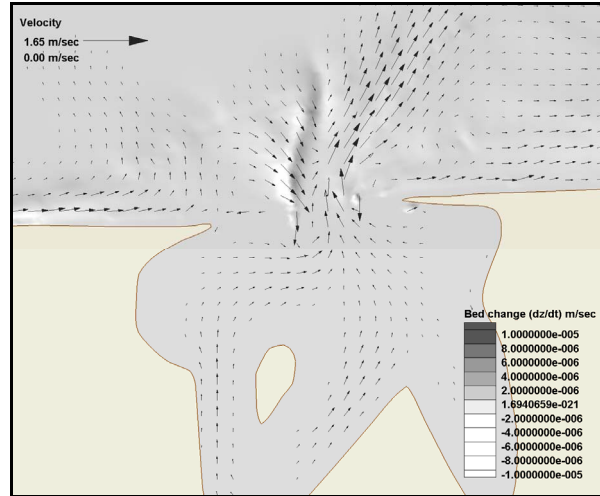 Velocity
1.65 m/sec
0.00 m/sec
Bed change (dz/dt) m/sec
1.0000000e-005
8.0000000e-006
6.0000000e-006
4.0000000e-006
2.0000000e-006
1.6940659e-021
-2.0000000e-006
-4.0000000e-006
-6.0000000e-006
-8.0000000e-006
-1.0000000e-005